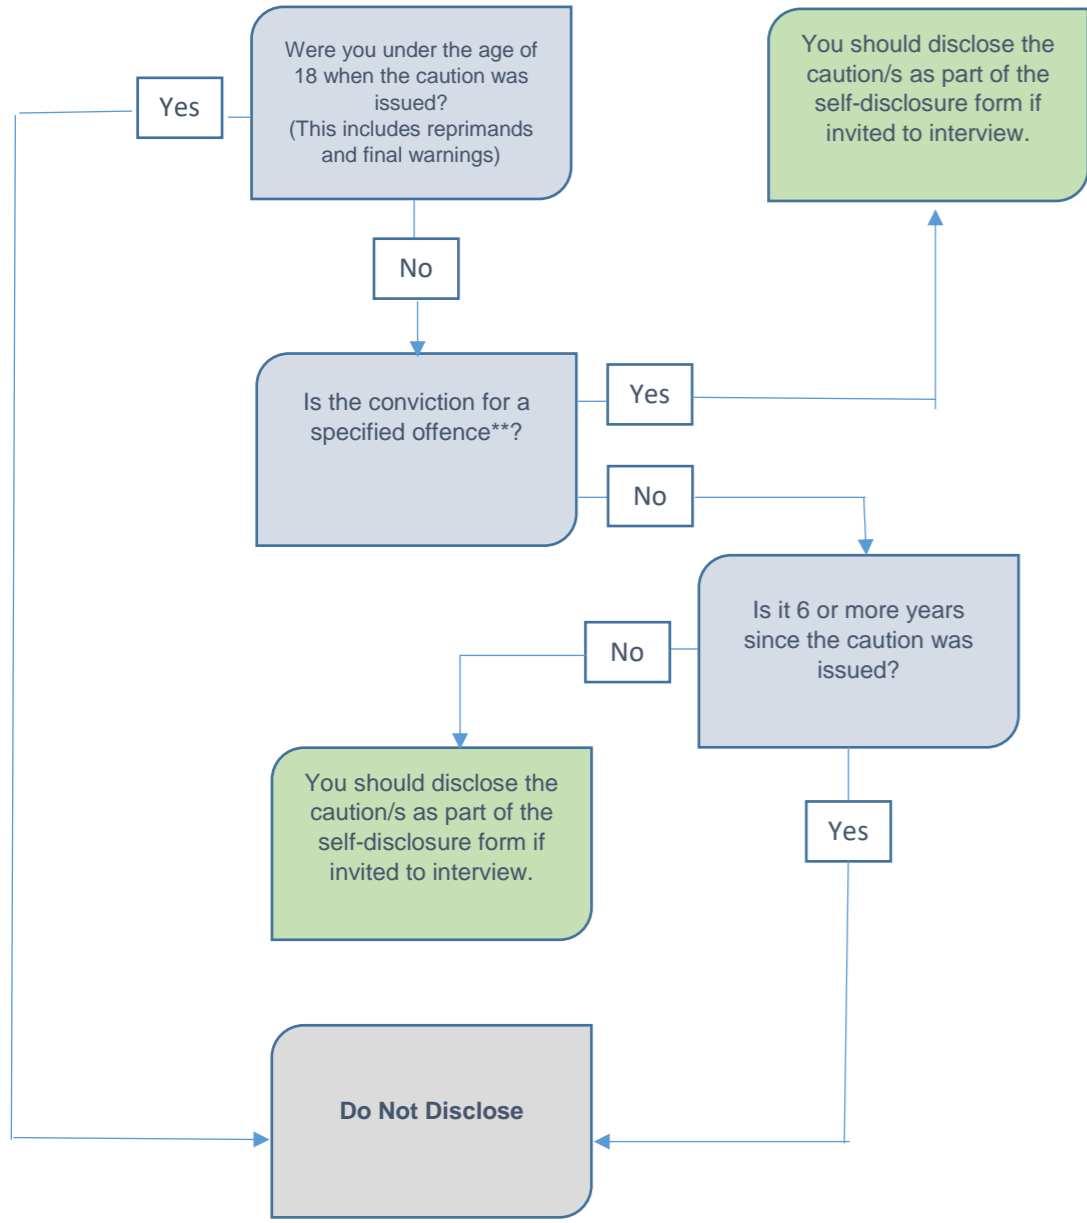 Were you under the age of
18 when the caution was
issued?
(This includes reprimands
and final warnings)
Yes
You should disclose the
caution/s as part of the
self-disclosure form if
invited to interview.
No
Is the conviction for a
specified offence**?
Yes
No
Is it 6 or more years
since the caution was
issued?
No
You should disclose the
caution/s as part of the
self-disclosure form if
invited to interview.
Yes
Do Not Disclose